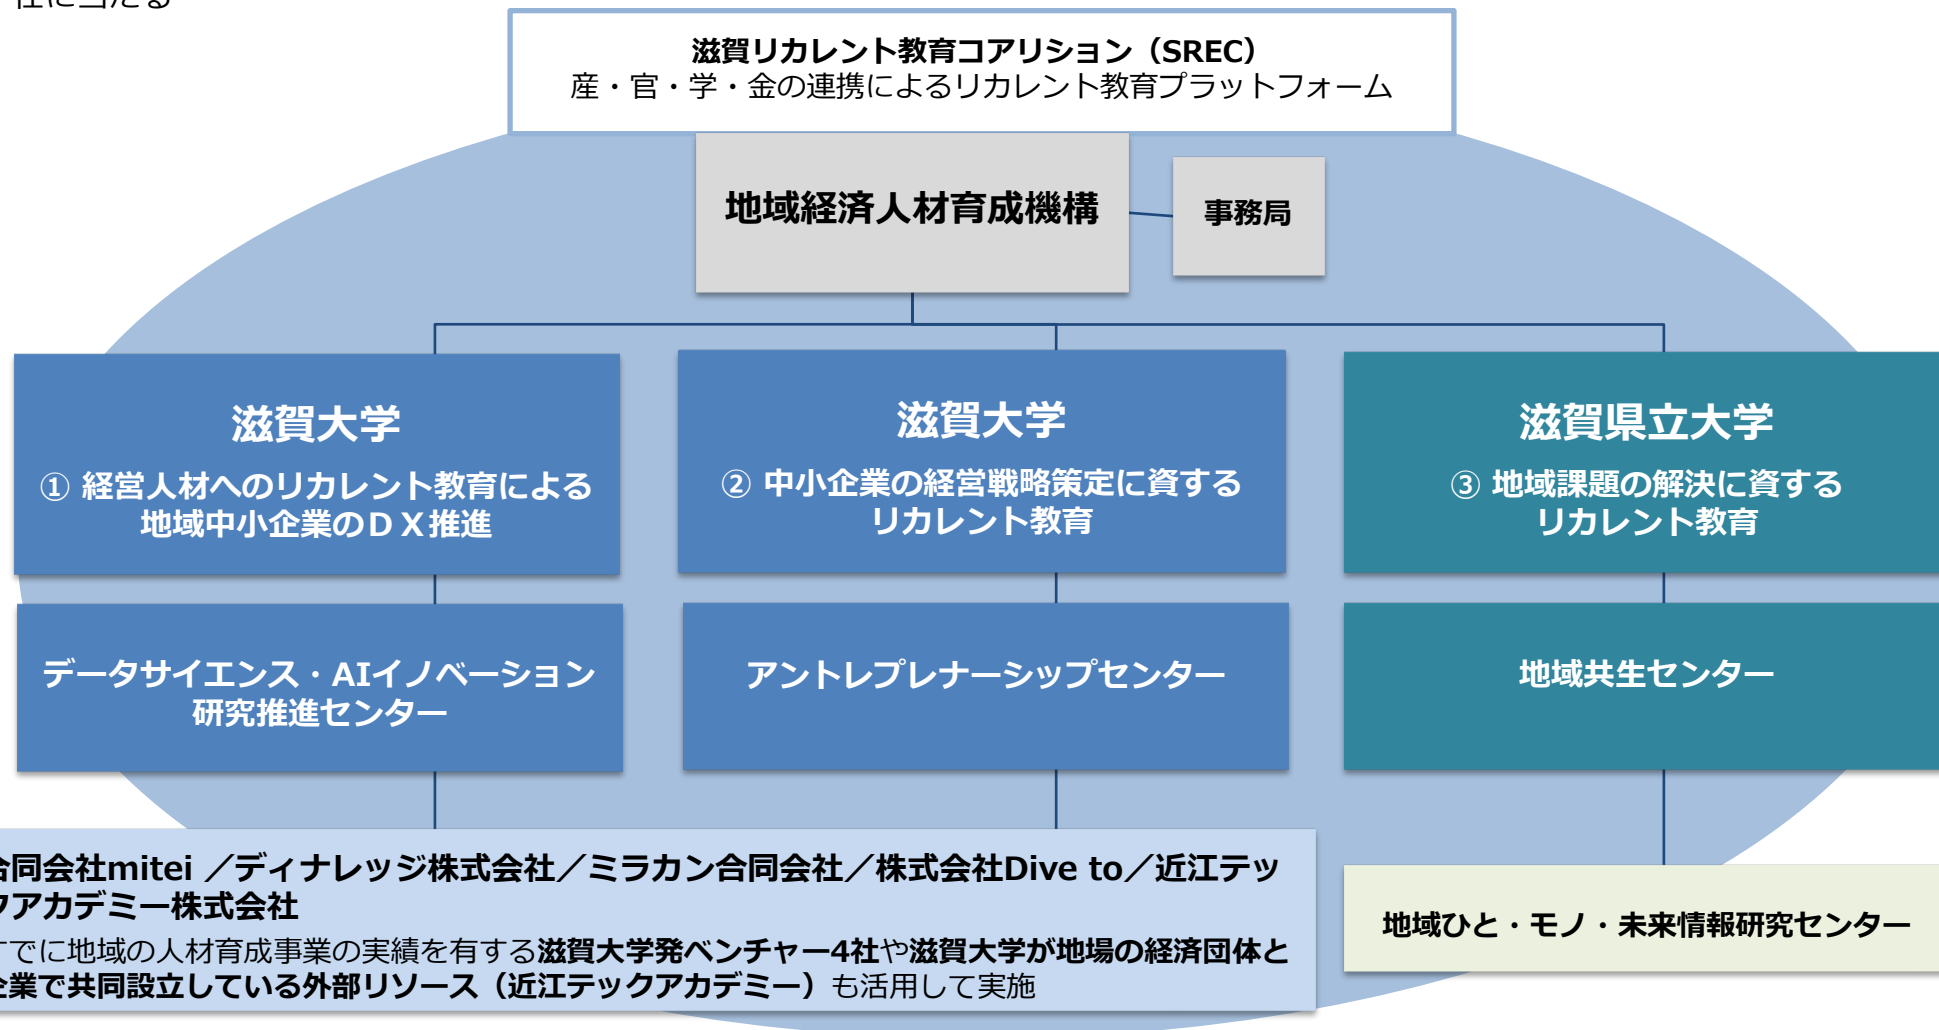 社に当たる
滋賀リカレント教育コアリション（SREC）
産・官・学・金の連携によるリカレント教育プラットフォーム
地域経済人材育成機構
事務局
滋賀大学
① 経営人材へのリカレント教育による
地域中小企業のＤＸ推進
滋賀大学
② 中小企業の経営戦略策定に資する
リカレント教育
滋賀県立大学
③ 地域課題の解決に資する
リカレント教育
データサイエンス・AIイノベーション
研究推進センター
アントレプレナーシップセンター
地域共生センター
合同会社mitei ／ディナレッジ株式会社／ミラカン合同会社／株式会社Dive to／近江テッ
クアカデミー株式会社
すでに地域の人材育成事業の実績を有する滋賀大学発ベンチャー4社や滋賀大学が地場の経済団体と
企業で共同設立している外部リソース（近江テックアカデミー）も活用して実施
地域ひと・モノ・未来情報研究センター